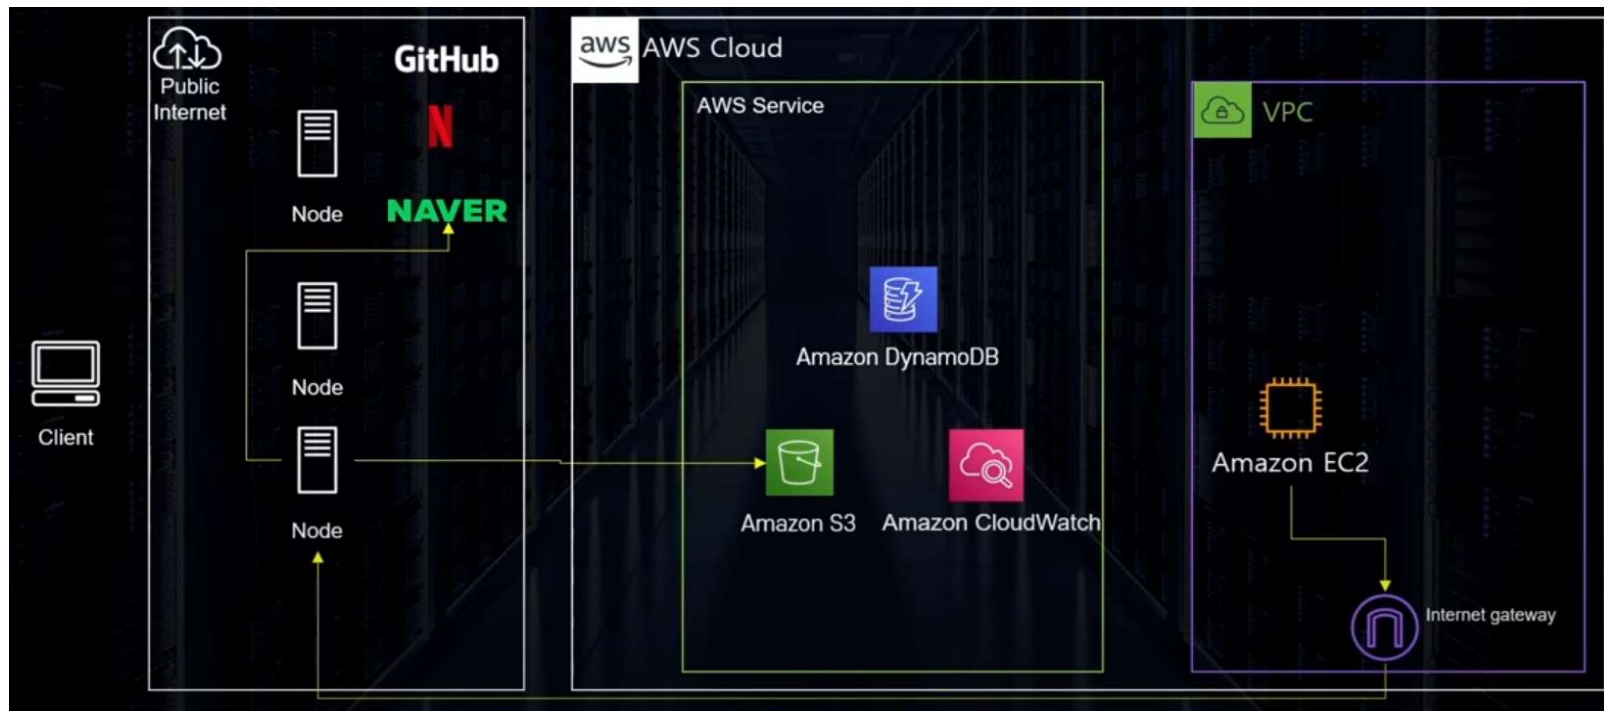 Public
Internet
GitHub
N
NAVER
Node
Node
Node
Client
aws
AWS Cloud
AWS Service
Amazon DynamoDB
Amazon S3
Amazon CloudWatch
VPC
Amazon EC2
Internet gateway